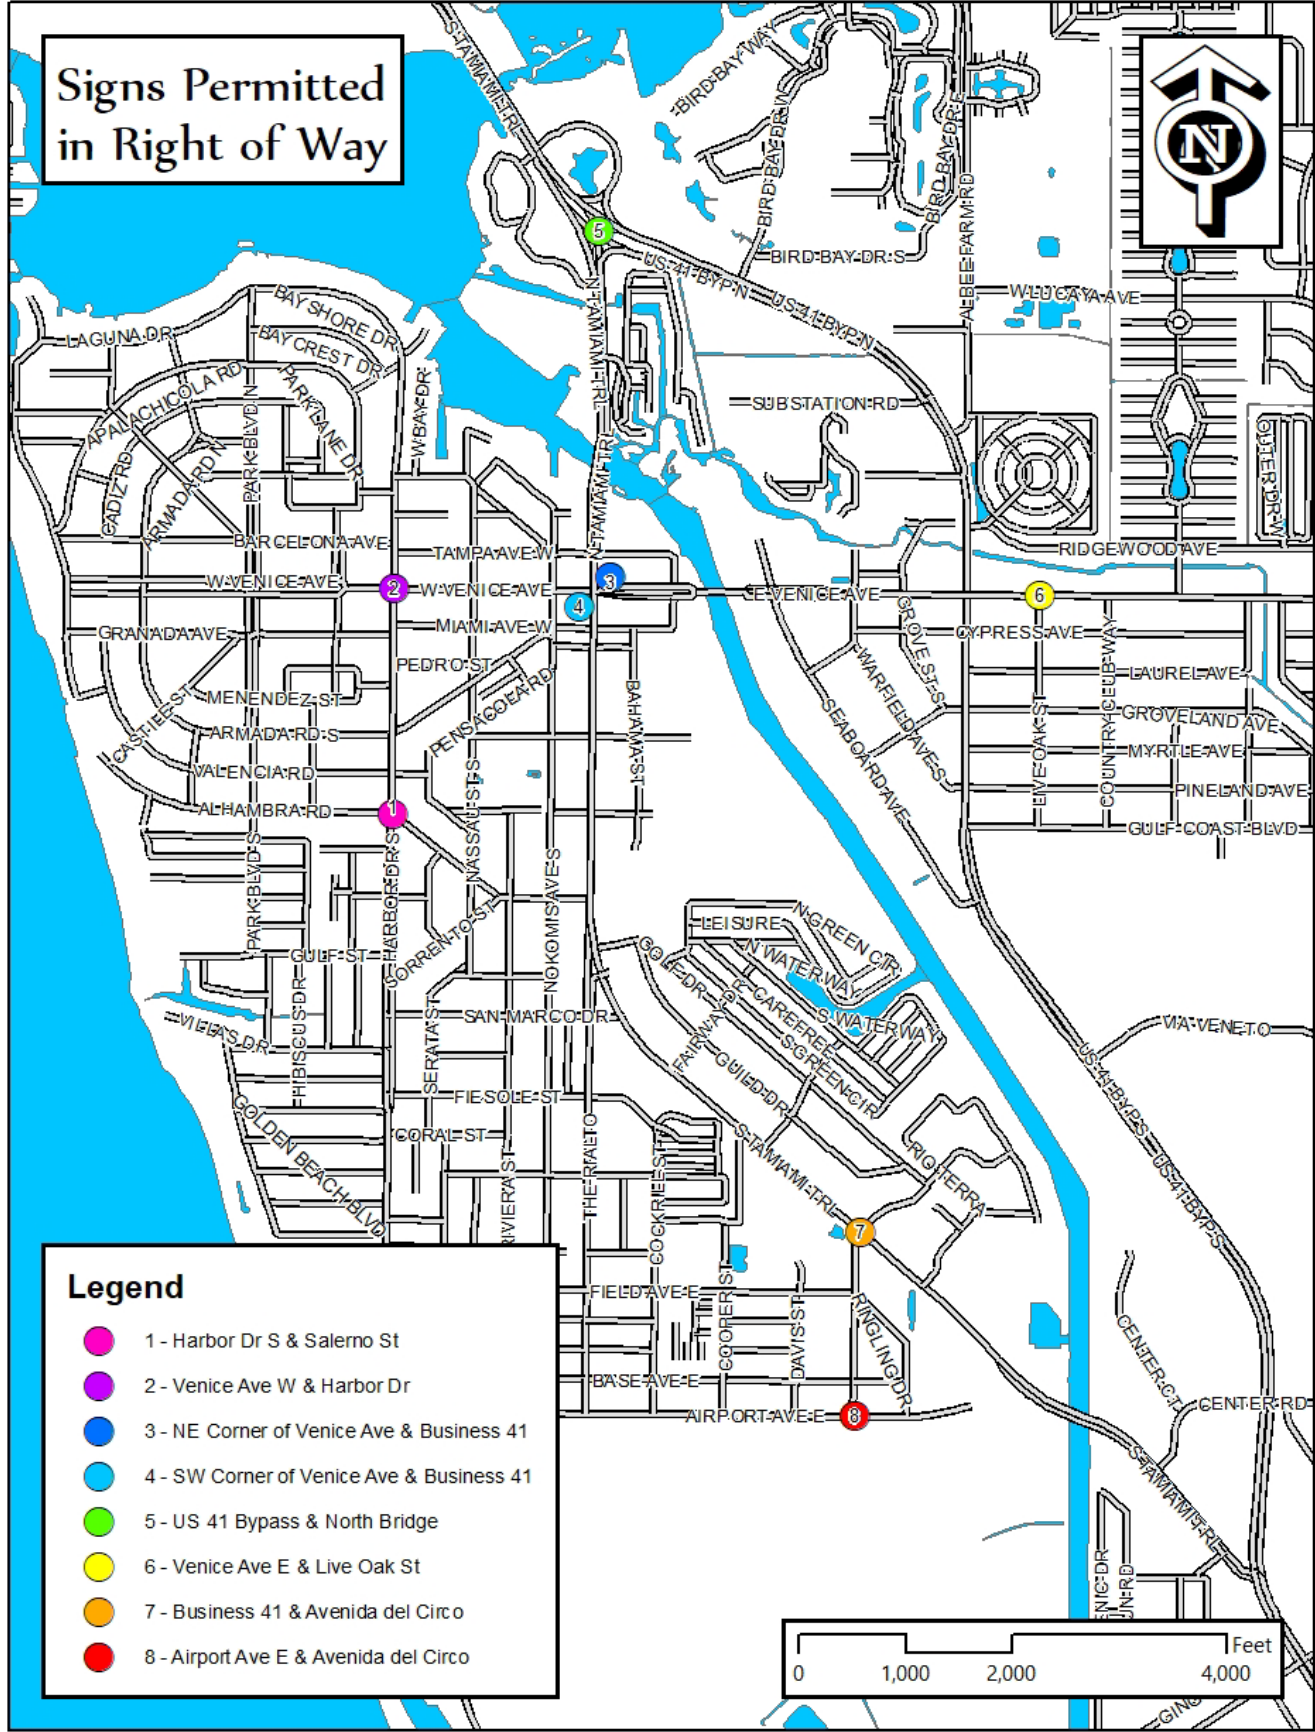 Signs Permitted
in Right of Way
N
S TAMIAMI TRL
BIRD BAY WAY
BIRD BAY DR W
BIRD BAY DR E
ALBEE FARM RD
5
BIRD BAY DR S
US 41 BYP N
US 41 BYP N
W LUCAYA AVE
N TAMIAMI TRL
BAY SHORE DR
LAGUNA DR
BAY CREST DR
APALACHICOLA RD
PARK LANE DR
W BAY DR
PARK BLVD N
SUBSTATION RD
OUTER DR W
CADIZ RD
ARMADA RD N
N TAMIAMI TRL
BARCELONA AVE
TAMPA AVE W
RIDGEWOOD AVE
W VENICE AVE
2
W VENICE AVE
3
4
E VENICE AVE
6
GRANADA AVE
MIAMI AVE W
GROVE ST S
CYPRESS AVE
PEDRO ST
WARFIELD AVE S
LAUREL AVE
MENENDEZ ST
PENSACOLA RD
BAHAMA ST
SEABOARD AVE
LIVE OAK ST
COUNTRY CLUB WAY
GROVELAND AVE
CASTILE ST
ARMADA RD S
MYRTLE AVE
VALENCIA RD
NASSAU ST S
PINELAND AVE
ALHAMBRA RD
1
GULF COAST BLVD
PARK BLVD S
HARBOR DR S
NOKOMIS AVE S
SORRENTO ST
LEISURE
N GREEN CIR
GULF ST
GOLF DR
N WATERWAY
HIBISCUS DR
CAREFREE
S WATERWAY
VILLAS DR
SERATA ST
SAN MARCO DR
FAIRWAY DR
S GREEN CIR
VIA VENETO
GUILD DR
US 41 BYP S
GOLDEN BEACH BLVD
FIESOLE ST
CORAL ST
S TAMIAMI TRL
RIO TERRA
US 41 BYP S
RIVIERA ST
THE RIALTO
COCKRILL ST
7
FIELD AVE E
COOPER ST
DAVIS ST
RINGLING DR
CENTER CT
BASE AVE E
CENTER RD
AIRPORT AVE E
8
S TAMIAMI TRL
Legend
1 - Harbor Dr S & Salerno St
2 - Venice Ave W & Harbor Dr
3 - NE Corner of Venice Ave & Business 41
4 - SW Corner of Venice Ave & Business 41
5 - US 41 Bypass & North Bridge
6 - Venice Ave E & Live Oak St
7 - Business 41 & Avenida del Circo
8 - Airport Ave E & Avenida del Circo
Feet
0 1,000 2,000 4,000